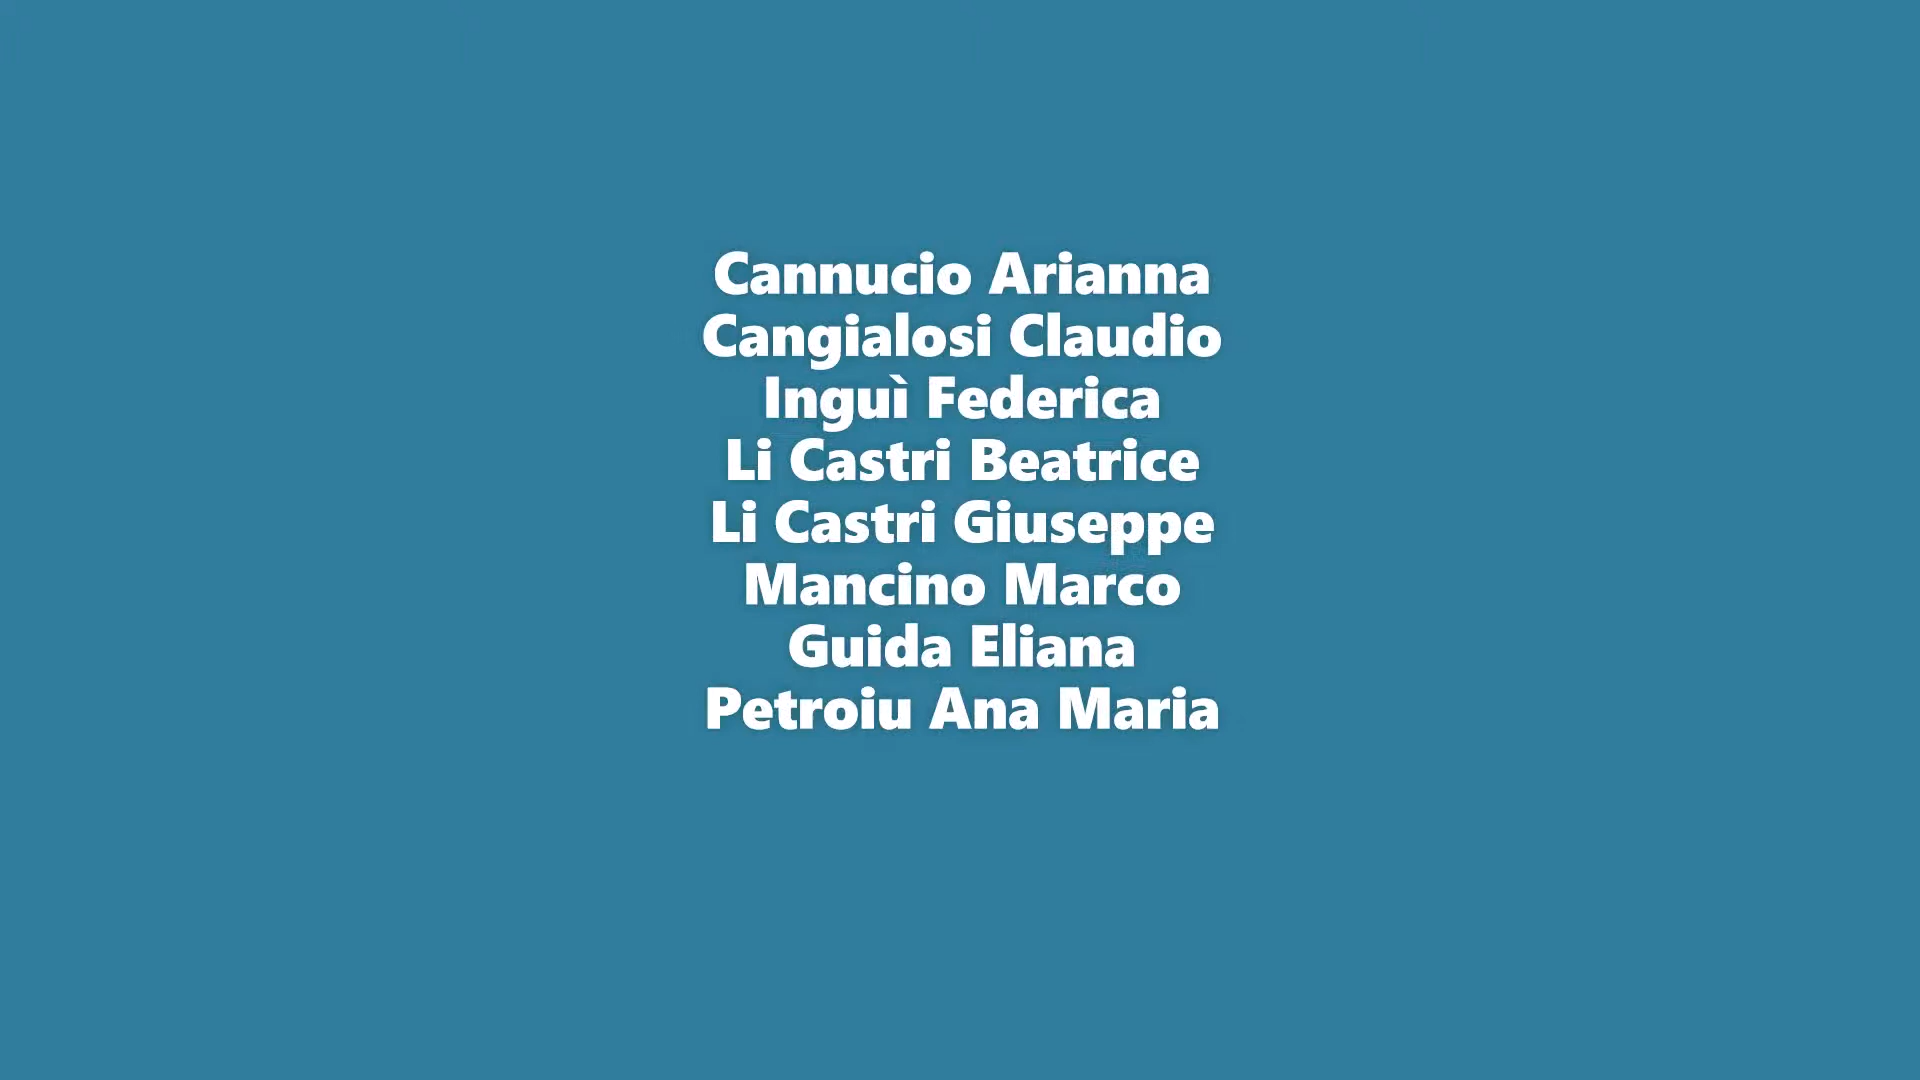 Cannucio Arianna
Cangialosi Claudio
Inguì Federica
Li Castri Beatrice
Li Castri Giuseppe
Mancino Marco
Guida Eliana
Petroiu Ana Maria